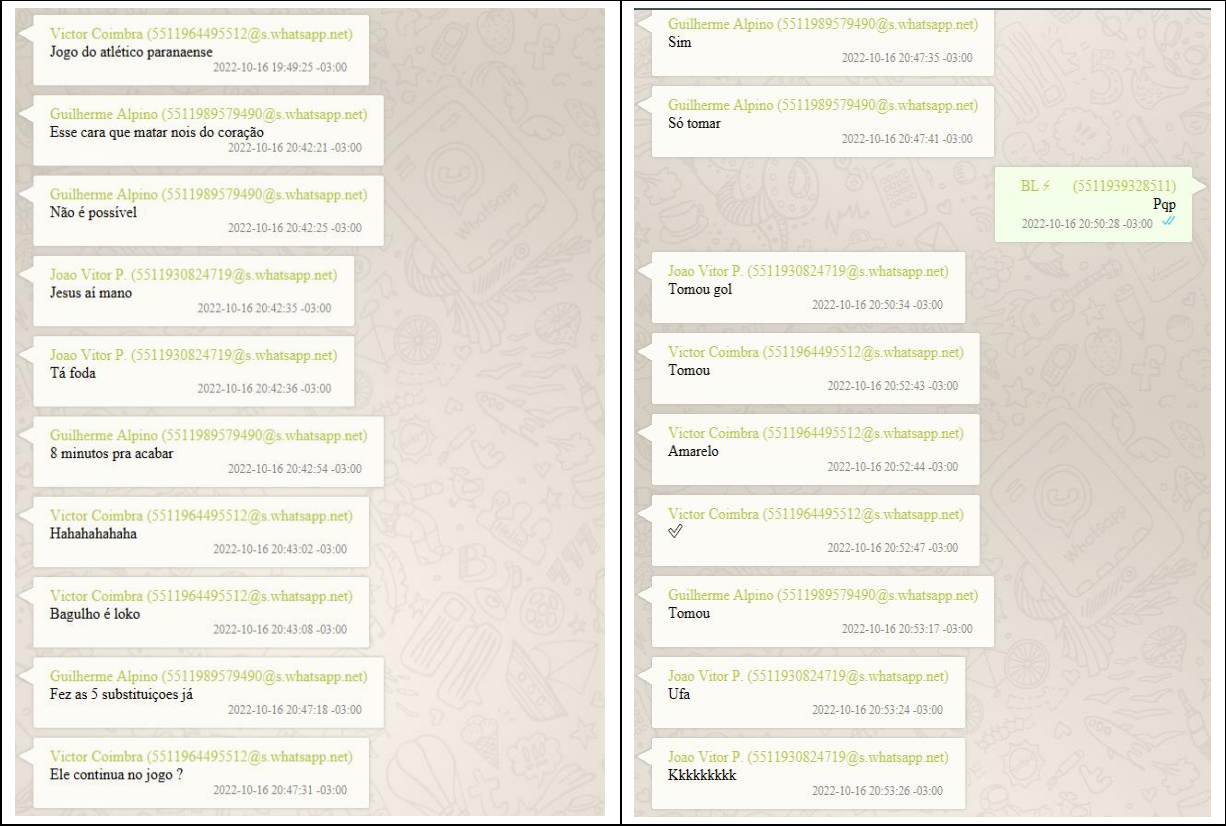 Victor Coimbra (5511964495512@s.whatsapp.net)
Jogo do atlético paranaense
2022-10-16 19:49:25 -03:00
Guilherme Alpino (5511989579490@s.whatsapp.net)
Esse cara que matar nois do coração
2022-10-16 20:42:21 -03:00
Guilherme Alpino (5511989579490@s.whatsapp.net)
Não é possível
2022-10-16 20:42:25 -03:00
Joao Vitor P. (5511930824719@s.whatsapp.net)
Jesus aí mano
2022-10-16 20:42:35 -03:00
Joao Vitor P. (5511930824719@s.whatsapp.net)
Tá foda
2022-10-16 20:42:36 -03:00
Guilherme Alpino (5511989579490@s.whatsapp.net)
8 minutos pra acabar
2022-10-16 20:42:54 -03:00
Victor Coimbra (5511964495512@s.whatsapp.net)
Hahahahahaha
2022-10-16 20:43:02 -03:00
Victor Coimbra (5511964495512@s.whatsapp.net)
Bagulho é loko
2022-10-16 20:43:08 -03:00
Guilherme Alpino (5511989579490@s.whatsapp.net)
Fez as 5 substituiçoes já
2022-10-16 20:47:18 -03:00
Victor Coimbra (5511964495512@s.whatsapp.net)
Ele continua no jogo ?
2022-10-16 20:47:31 -03:00
Guilherme Alpino (5511989579490@s.whatsapp.net)
Sim
2022-10-16 20:47:35 -03:00
Guilherme Alpino (5511989579490@s.whatsapp.net)
Só tomar
2022-10-16 20:47:41 -03:00
BL⚡ (5511939328511)
Pqp
2022-10-16 20:50:28 -03:00
Joao Vitor P. (5511930824719@s.whatsapp.net)
Tomou gol
2022-10-16 20:50:34 -03:00
Victor Coimbra (5511964495512@s.whatsapp.net)
Tomou
2022-10-16 20:52:43 -03:00
Victor Coimbra (5511964495512@s.whatsapp.net)
Amarelo
2022-10-16 20:52:44 -03:00
Victor Coimbra (5511964495512@s.whatsapp.net)
✅
2022-10-16 20:52:47 -03:00
Guilherme Alpino (5511989579490@s.whatsapp.net)
Tomou
2022-10-16 20:53:17 -03:00
Joao Vitor P. (5511930824719@s.whatsapp.net)
Ufa
2022-10-16 20:53:24 -03:00
Joao Vitor P. (5511930824719@s.whatsapp.net)
Kkkkkkkkk
2022-10-16 20:53:26 -03:00